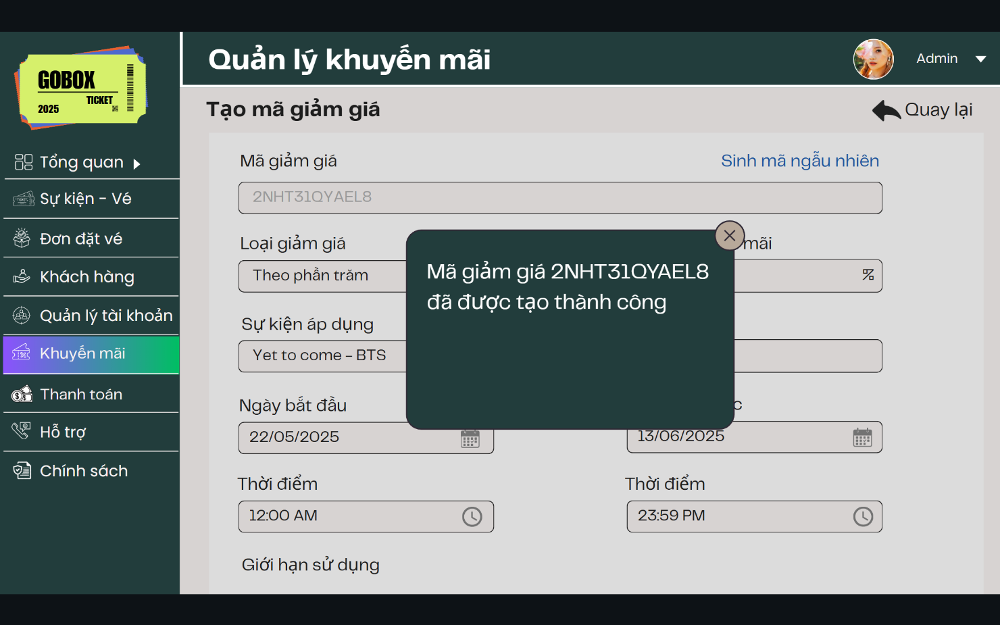 GOBOX
TICKET
2025
Tổng quan
Sự kiện - Vé
Đơn đặt vé
Khách hàng
Quản lý tài khoản
Khuyến mãi
Thanh toán
Hỗ trợ
Chính sách
Quản lý khuyến mãi
Admin
Tạo mã giảm giá
Quay lại
Mã giảm giá
Sinh mã ngẫu nhiên
2NHT31QYAEL8
Loại giảm giá
mãi
Theo phần trăm
%
Mã giảm giá 2NHT31QYAEL8
đã được tạo thành công
Sự kiện áp dụng
Yet to come - BTS
Ngày bắt đầu
c
22/05/2025
13/06/2025
Thời điểm
Thời điểm
12:00 AM
23:59 PM
Giới hạn sử dụng